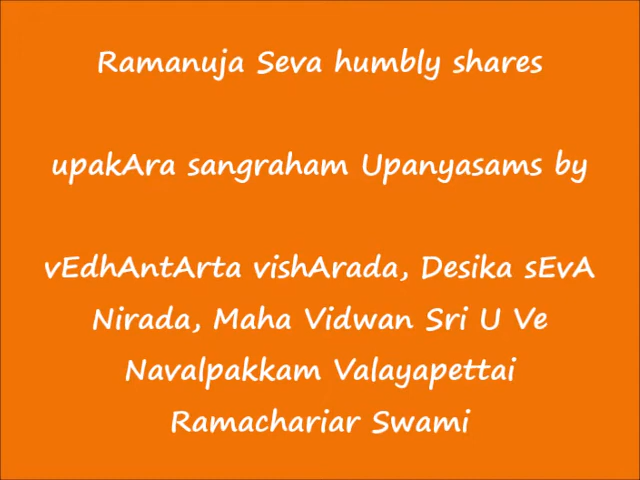 Ramanuja Seva humbly shares
upakAra sangraham Upanyasams by
vEdhAntArta vishArada, Desika sEvA
Nirada, Maha Vidwan Sri U Ve
Navalpakkam Valayapettai
Ramachariar Swami